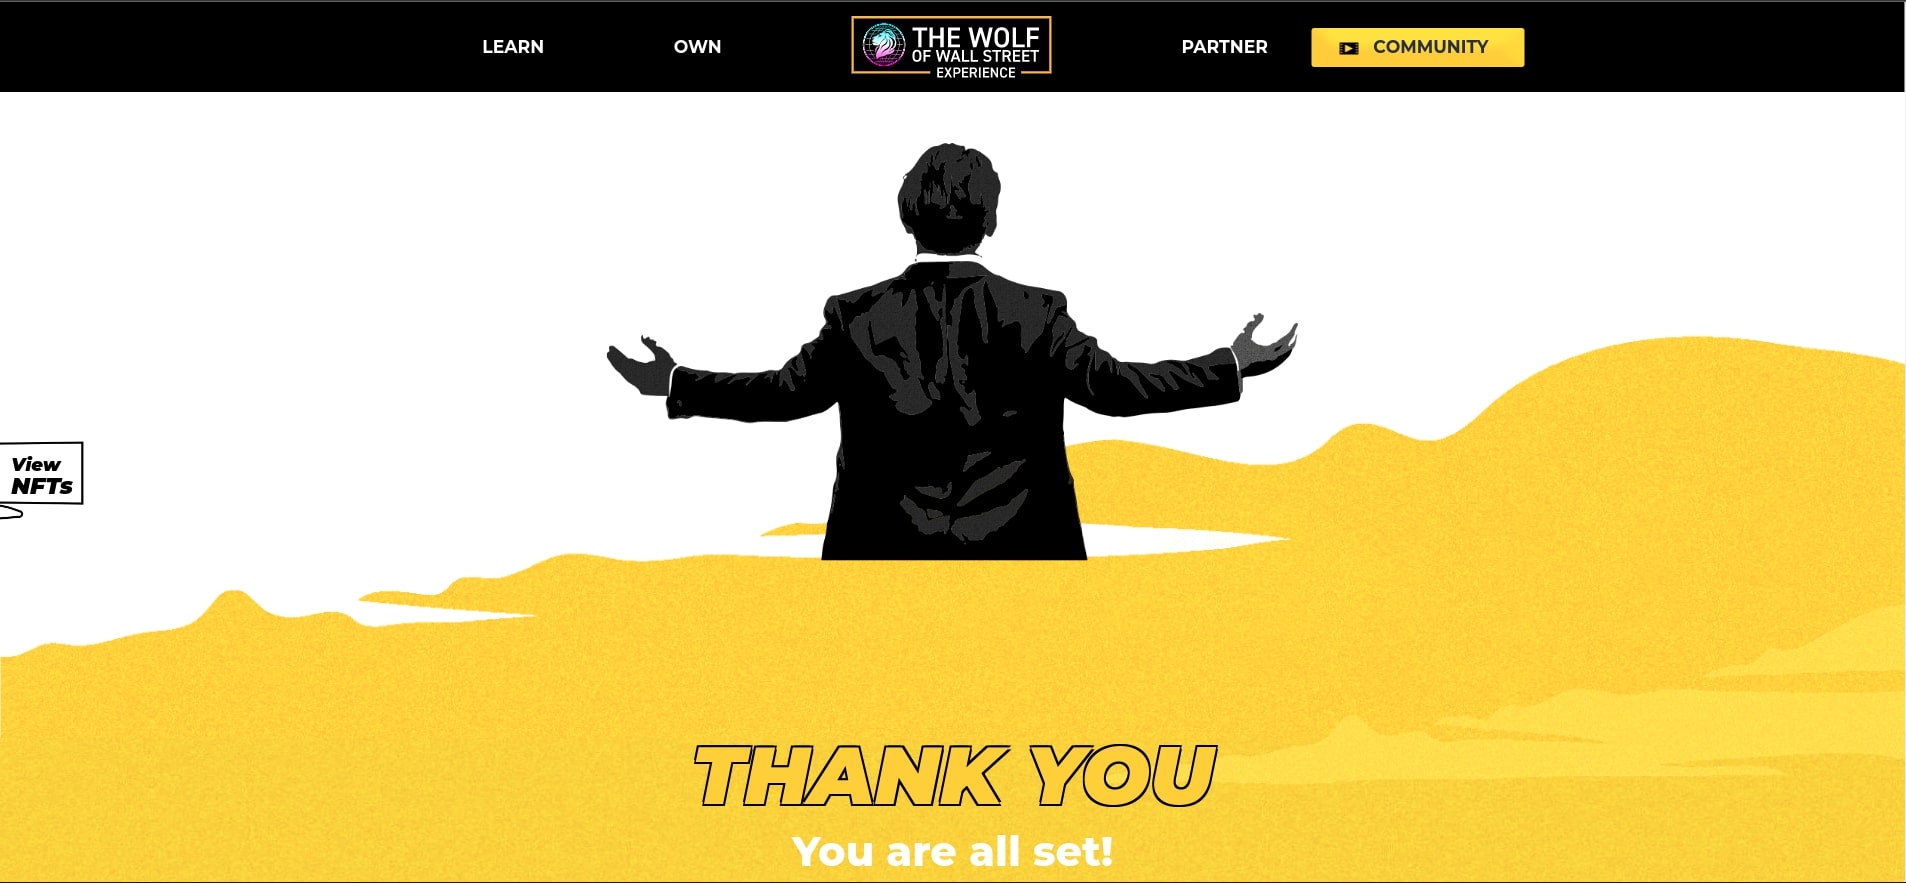 LEARN
OWN
THE WOLF
OF WALL STREET
EXPERIENCE
PARTNER
COMMUNITY
View
NFTs
THANK YOU
You are all set!